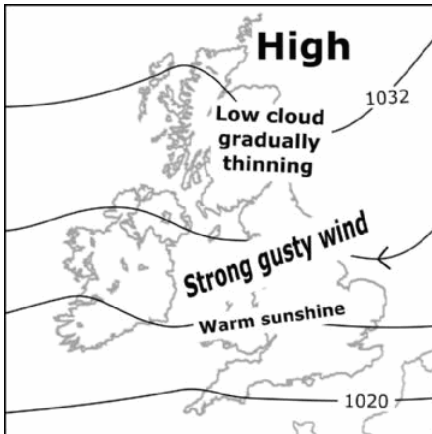 High
1032
Low cloud
gradually
thinning
Strong gusty wind
Warm sunshine
1020